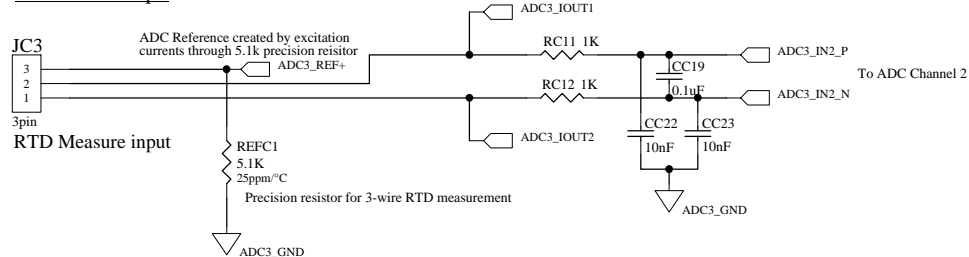 ADC3_IOUT1
JC3
ADC Reference created by excitation
currents through 5.1k precision reisitor
RC11 1K
3
ADC3_REF+
ADC3_IN2_P
2
CC19
To ADC Channel 2
1
RC12 1K
0.1uF
ADC3_IN2_N
3pin
CC22
CC23
RTD Measure input
REFC1
ADC3_IOUT2
10nF
10nF
5.1K
25ppm/°C
Precision resistor for 3-wire RTD measurement
ADC3_GND
ADC3_GND